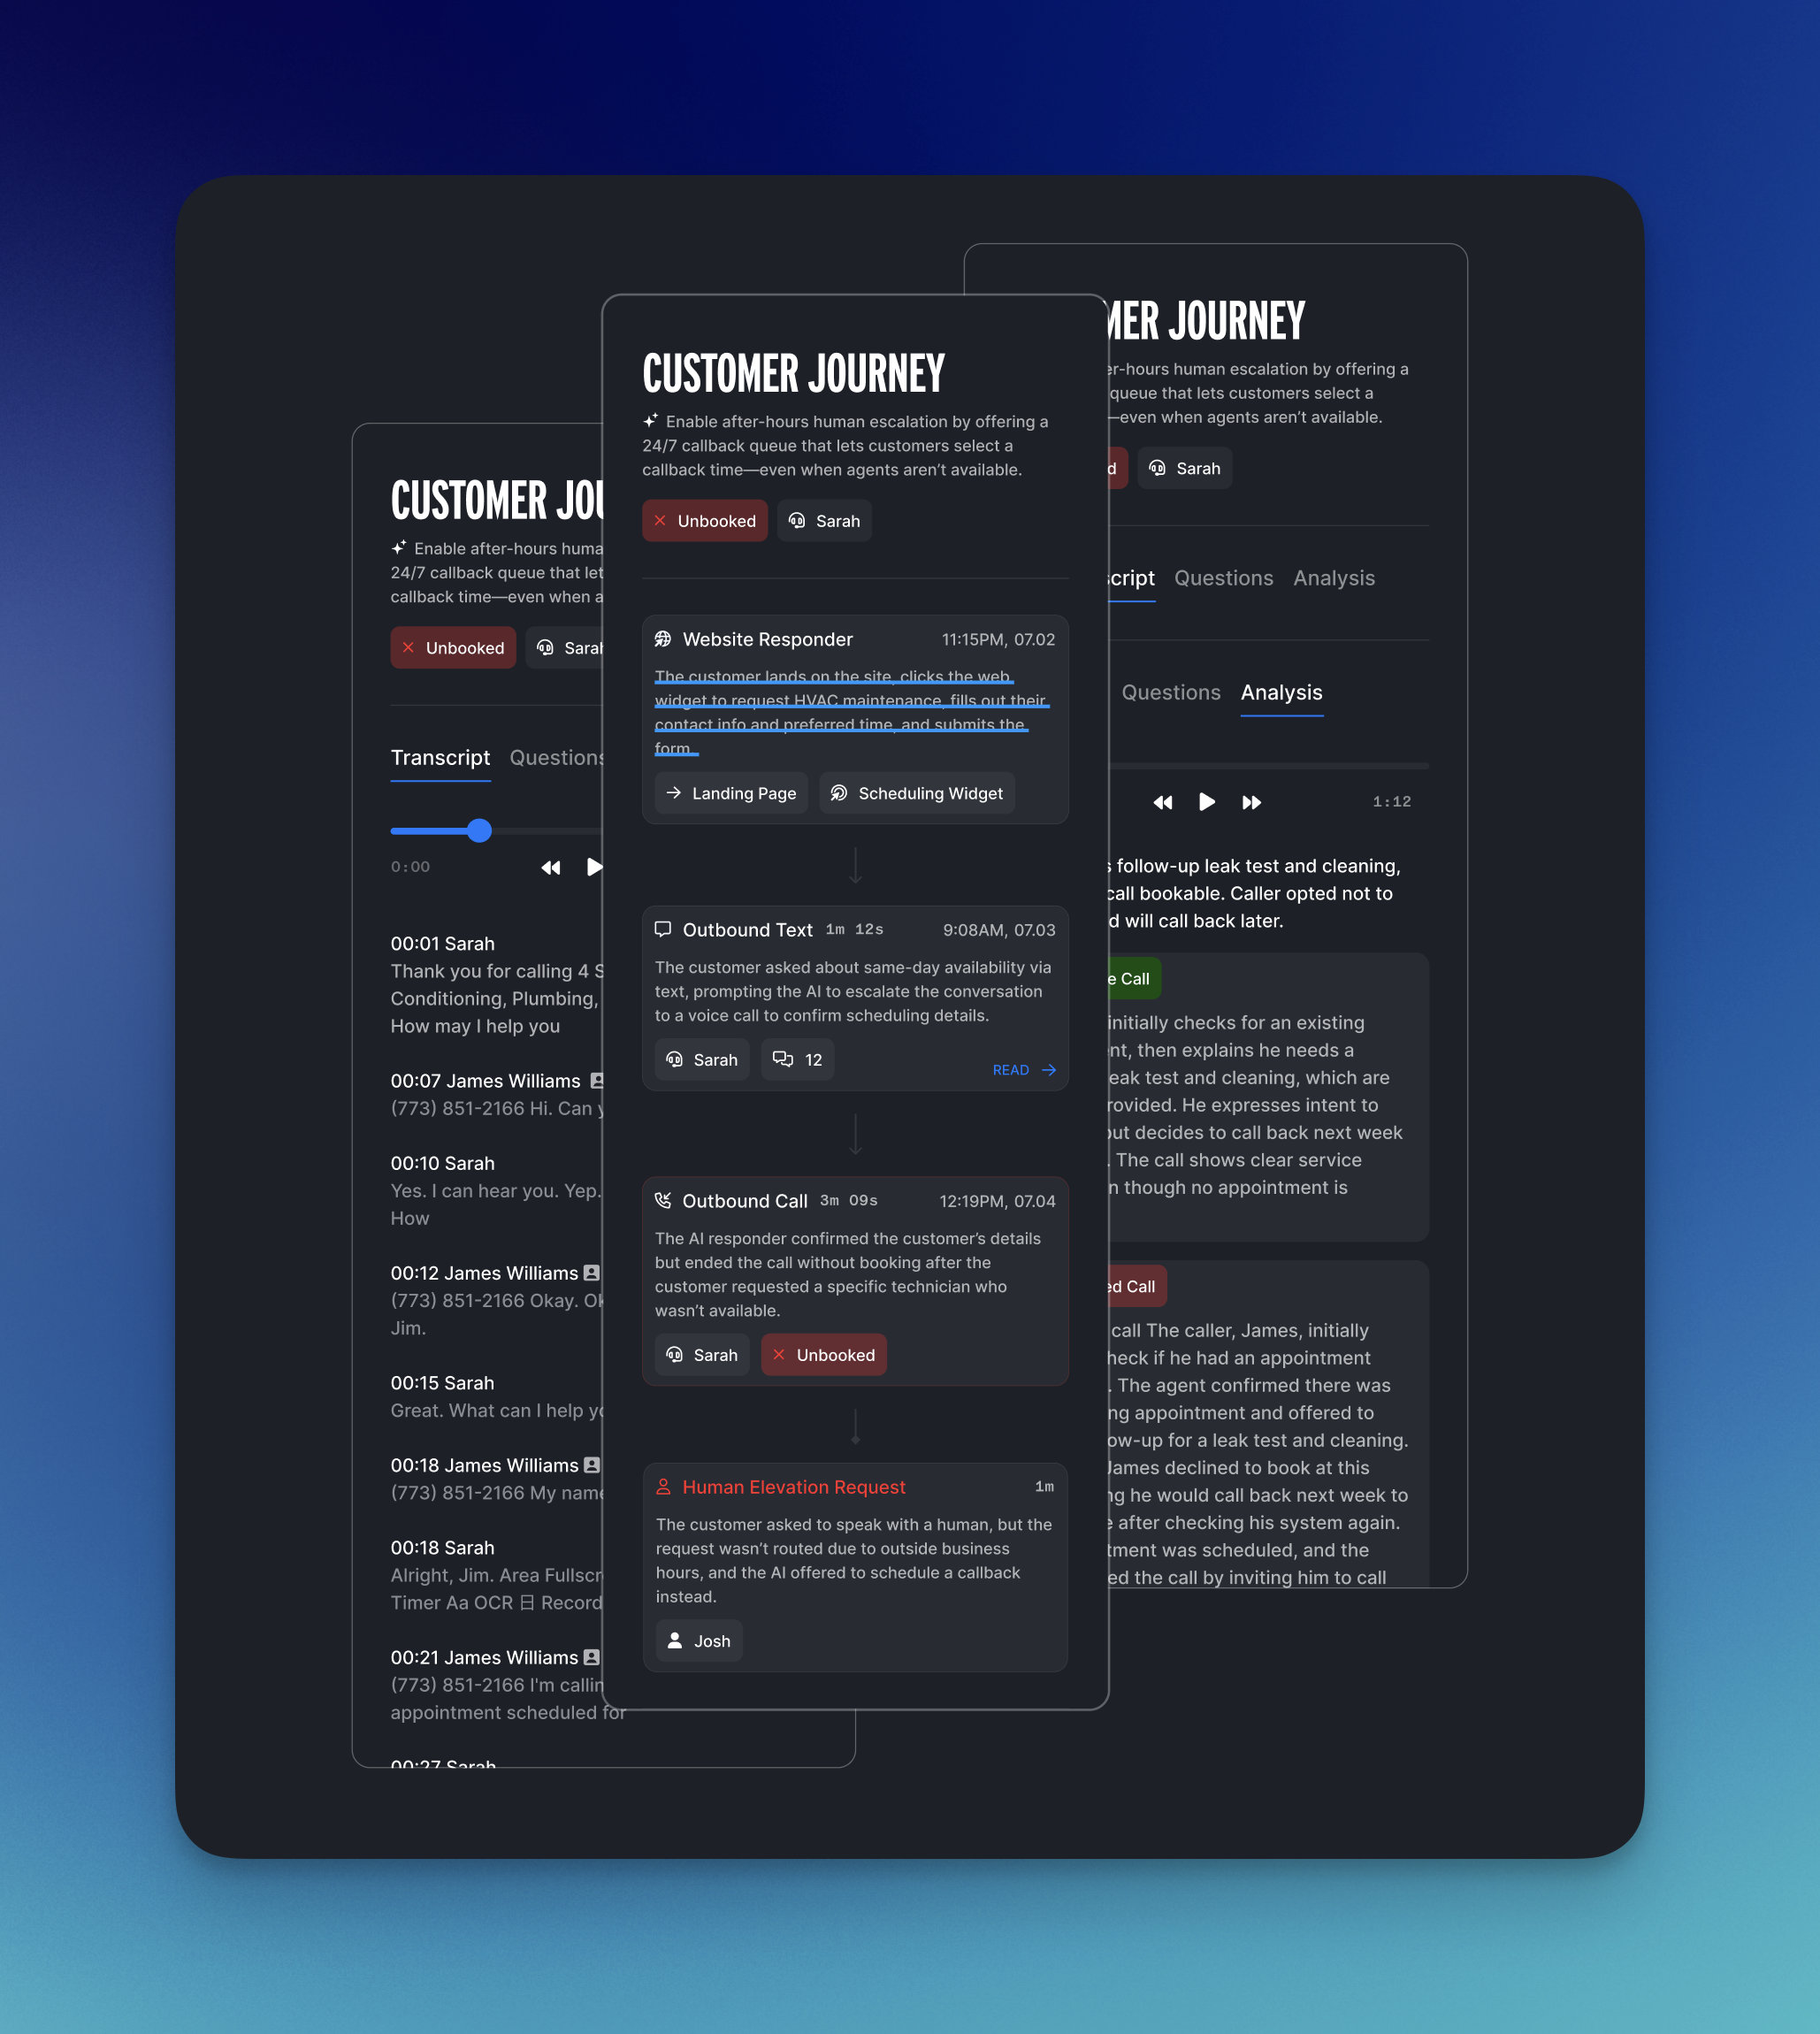 CUSTOMER JOURNEY
Enable after-hours human escalation by offering a
24/7 callback queue that lets customers select a
callback time—even when agents aren’t available.
Unbooked
Sarah
Website Responder
11:15PM, 07.02
The customer lands on the site, clicks the web
widget to request HVAC maintenance, fills out their
contact info and preferred time, and submits the
form.
Landing Page
Scheduling Widget
Outbound Text 1m 12s
9:08AM, 07.03
The customer asked about same-day availability via
text, prompting the AI to escalate the conversation
to a voice call to confirm scheduling details.
Sarah
12
READ
Outbound Call 3m 09s
12:19PM, 07.04
The AI responder confirmed the customer’s details
but ended the call without booking after the
customer requested a specific technician who
wasn’t available.
Sarah
Unbooked
Human Elevation Request
1m
The customer asked to speak with a human, but the
request wasn’t routed due to outside business
hours, and the AI offered to schedule a callback
instead.
Josh
CUSTOMER JOU
Enable after-hours huma
24/7 callback queue that let
callback time—even when a
Unbooked
Sarah
Transcript
Questions
0:00
00:01 Sarah
Thank you for calling 4 S
Conditioning, Plumbing,
How may I help you
00:07 James Williams
(773) 851-2166 Hi. Can y
00:10 Sarah
Yes. I can hear you. Yep.
How
00:12 James Williams
(773) 851-2166 Okay. Ok
Jim.
00:15 Sarah
Great. What can I help yo
00:18 James Williams
(773) 851-2166 My name
00:18 Sarah
Alright, Jim. Area Fullscr
Timer Aa OCR 日 Record
00:21 James Williams
(773) 851-2166 I'm callin
appointment scheduled for
00:27 Sarah
MER JOURNEY
er-hours human escalation by offering a
queue that lets customers select a
—even when agents aren’t available.
d
Sarah
script
Questions
Analysis
Questions
Analysis
1:12
s follow-up leak test and cleaning,
call bookable. Caller opted not to
d will call back later.
e Call
initially checks for an existing
nt, then explains he needs a
eak test and cleaning, which are
rovided. He expresses intent to
but decides to call back next week
. The call shows clear service
n though no appointment is
ed Call
call The caller, James, initially
heck if he had an appointment
. The agent confirmed there was
ng appointment and offered to
ow-up for a leak test and cleaning.
James declined to book at this
ng he would call back next week to
e after checking his system again.
tment was scheduled, and the
ed the call by inviting him to call